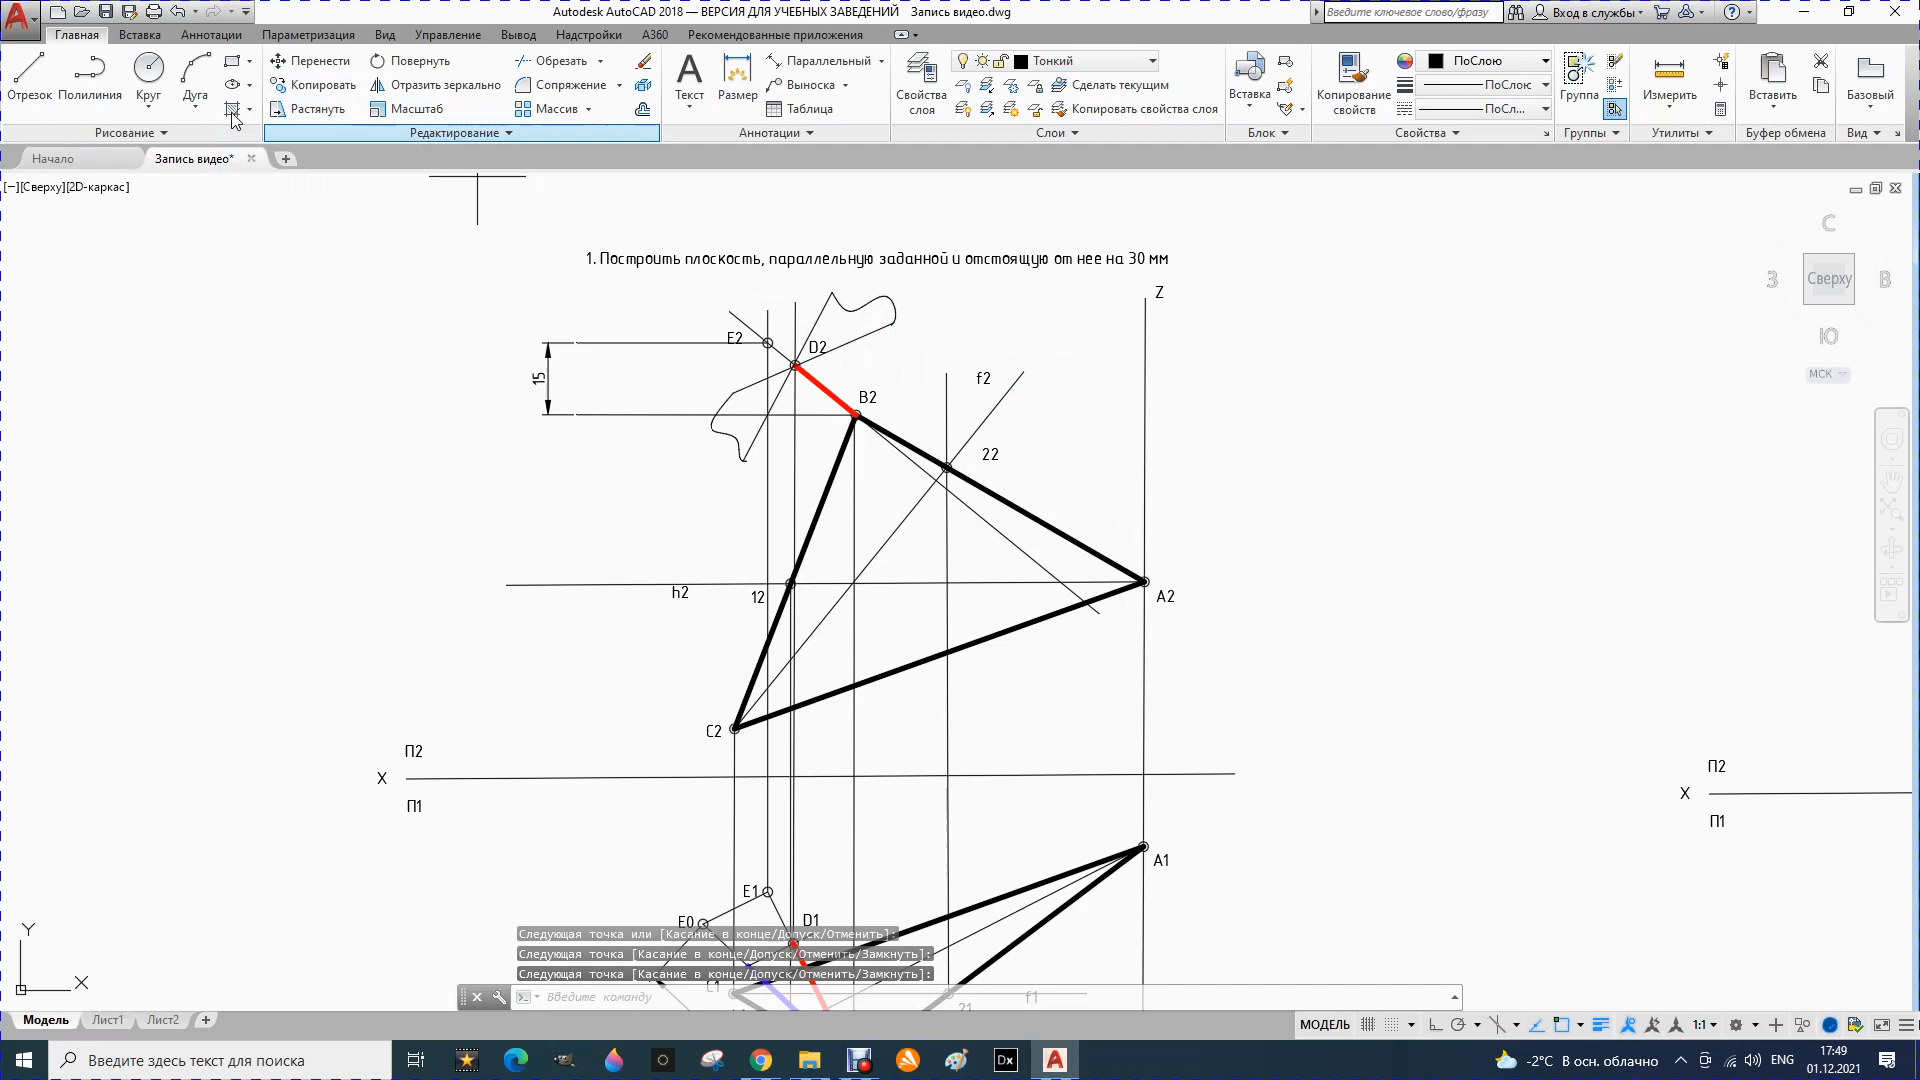 Autodesk AutoCAD 2018 — ВЕРСИЯ ДЛЯ УЧЕБНЫХ ЗАВЕДЕНИЙ Запись видео.dwg
Введите ключевое слово/фразу
Вход в службы
Главная Вставка Аннотации Параметризация Вид Управление Вывод Надстройки A360 Рекомендованные приложения
Отрезок Полилиния Круг Дуга
Перенести Повернуть Обрезать
Копировать Отразить зеркально Сопряжение
Растянуть Масштаб Массив
Текст Размер
Параллельный
Выноска
Таблица
Свойства слоя
Тонкий
Сделать текущим
Копировать свойства слоя
Вставка
Копирование свойств
ПоСлою
ПоСлою
ПоСл...
Группа Измерить Вставить Базовый
Рисование Редактирование Аннотации Слои Блок Свойства Группы Утилиты Буфер обмена Вид
Начало Запись видео*
[−][Сверху][2D-каркас]
1. Построить плоскость, параллельную заданной и отстоящую от нее на 30 мм
С
З Сверху В
Ю
МСК
Z
E2
D2
15
f2
B2
22
h2
12
A2
C2
П2
X
П1
П2
X
П1
A1
E1
E0
D1
C1
f1
21
Следующая точка или [Касание в конце/Допуск/Отменить]:
Следующая точка [Касание в конце/Допуск/Отменить/Замкнуть]:
Следующая точка [Касание в конце/Допуск/Отменить/Замкнуть]:
Введите команду
Y
X
Модель Лист1 Лист2
МОДЕЛЬ
1:1
Введите здесь текст для поиска
Dx
-2°C В осн. облачно
ENG
17:49
01.12.2021